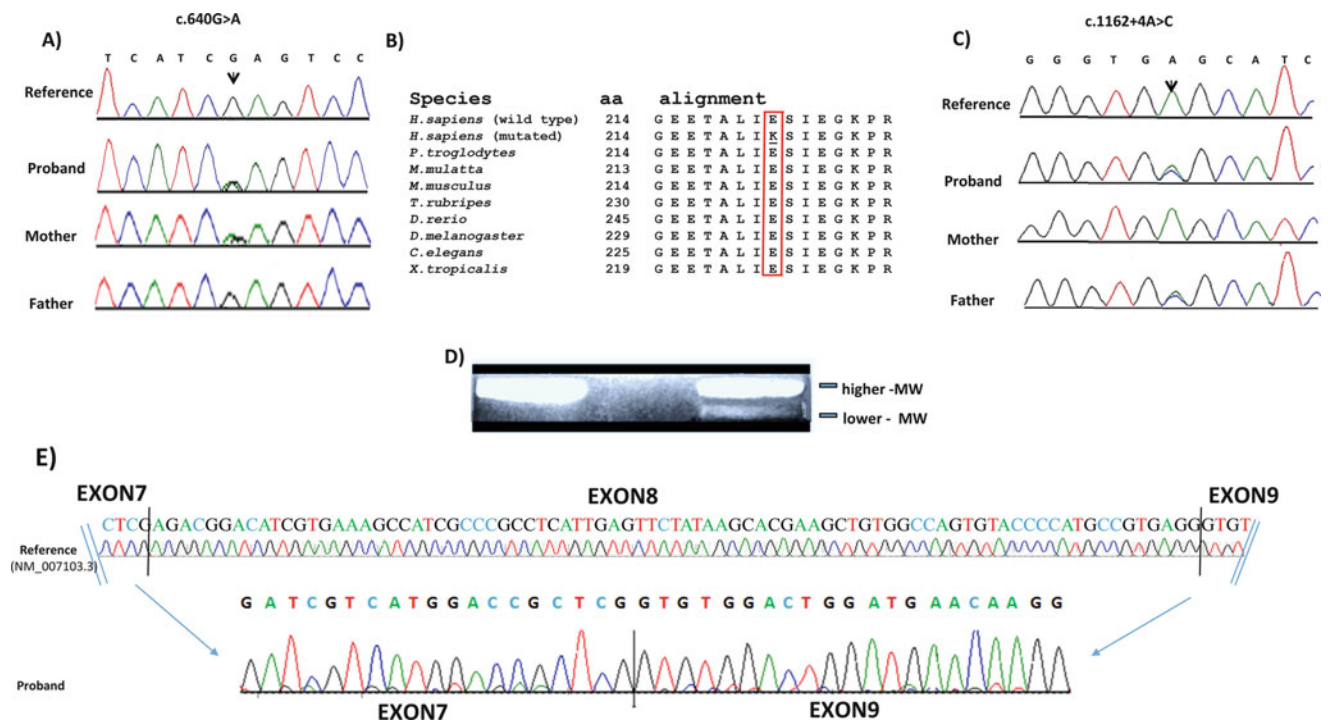 c.640G>A
A)
T C A T C G A G T C C
Reference
Proband
Mother
Father
B)
Species aa alignment
H.sapiens (wild type) 214 G E E T A L I E S I E G K P R
H.sapiens (mutated) 214 G E E T A L I K S I E G K P R
P.troglodytes 214 G E E T A L I E S I E G K P R
M.mulatta 213 G E E T A L I E S I E G K P R
M.musculus 214 G E E T A L I E S I E G K P R
T.rubripes 230 G E E T A L I E S I E G K P R
D.rerio 245 G E E T A L I E S I E G K P R
D.melanogaster 229 G E E T A L I E S I E G K P R
C.elegans 225 G E E T A L I E S I E G K P R
X.tropicalis 219 G E E T A L I E S I E G K P R
c.1162+4A>C
C)
G G G T G A G C A T C
Reference
Proband
Mother
Father
D)
higher -MW
lower - MW
E)
EXON7 EXON8 EXON9
CTCGAGACGGACATCGTGAAAGCCATCGCCCGCCTCATTGAGTTCTATAAGCACGAAGCTGTGGCCAGTGTACCCCATGCCGTGAGGGTGT
Reference
(NM_007103.3)
G A T C G T C A T G G A C C G C T C G G T G T G G A C T G G A T G A A C A A G G
Proband
EXON7 EXON9